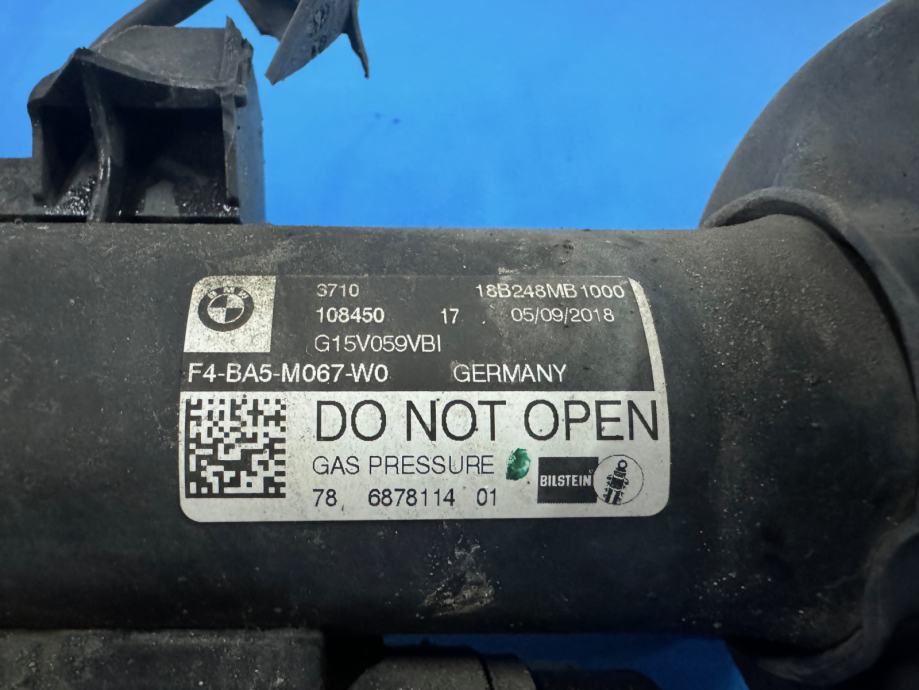 BMW
3710 18B248MB1000
108450 17 05/09/2018
G15V059VBI
F4-BA5-M067-W0 GERMANY
DO NOT OPEN
GAS PRESSURE
BILSTEIN
78 6878114 01